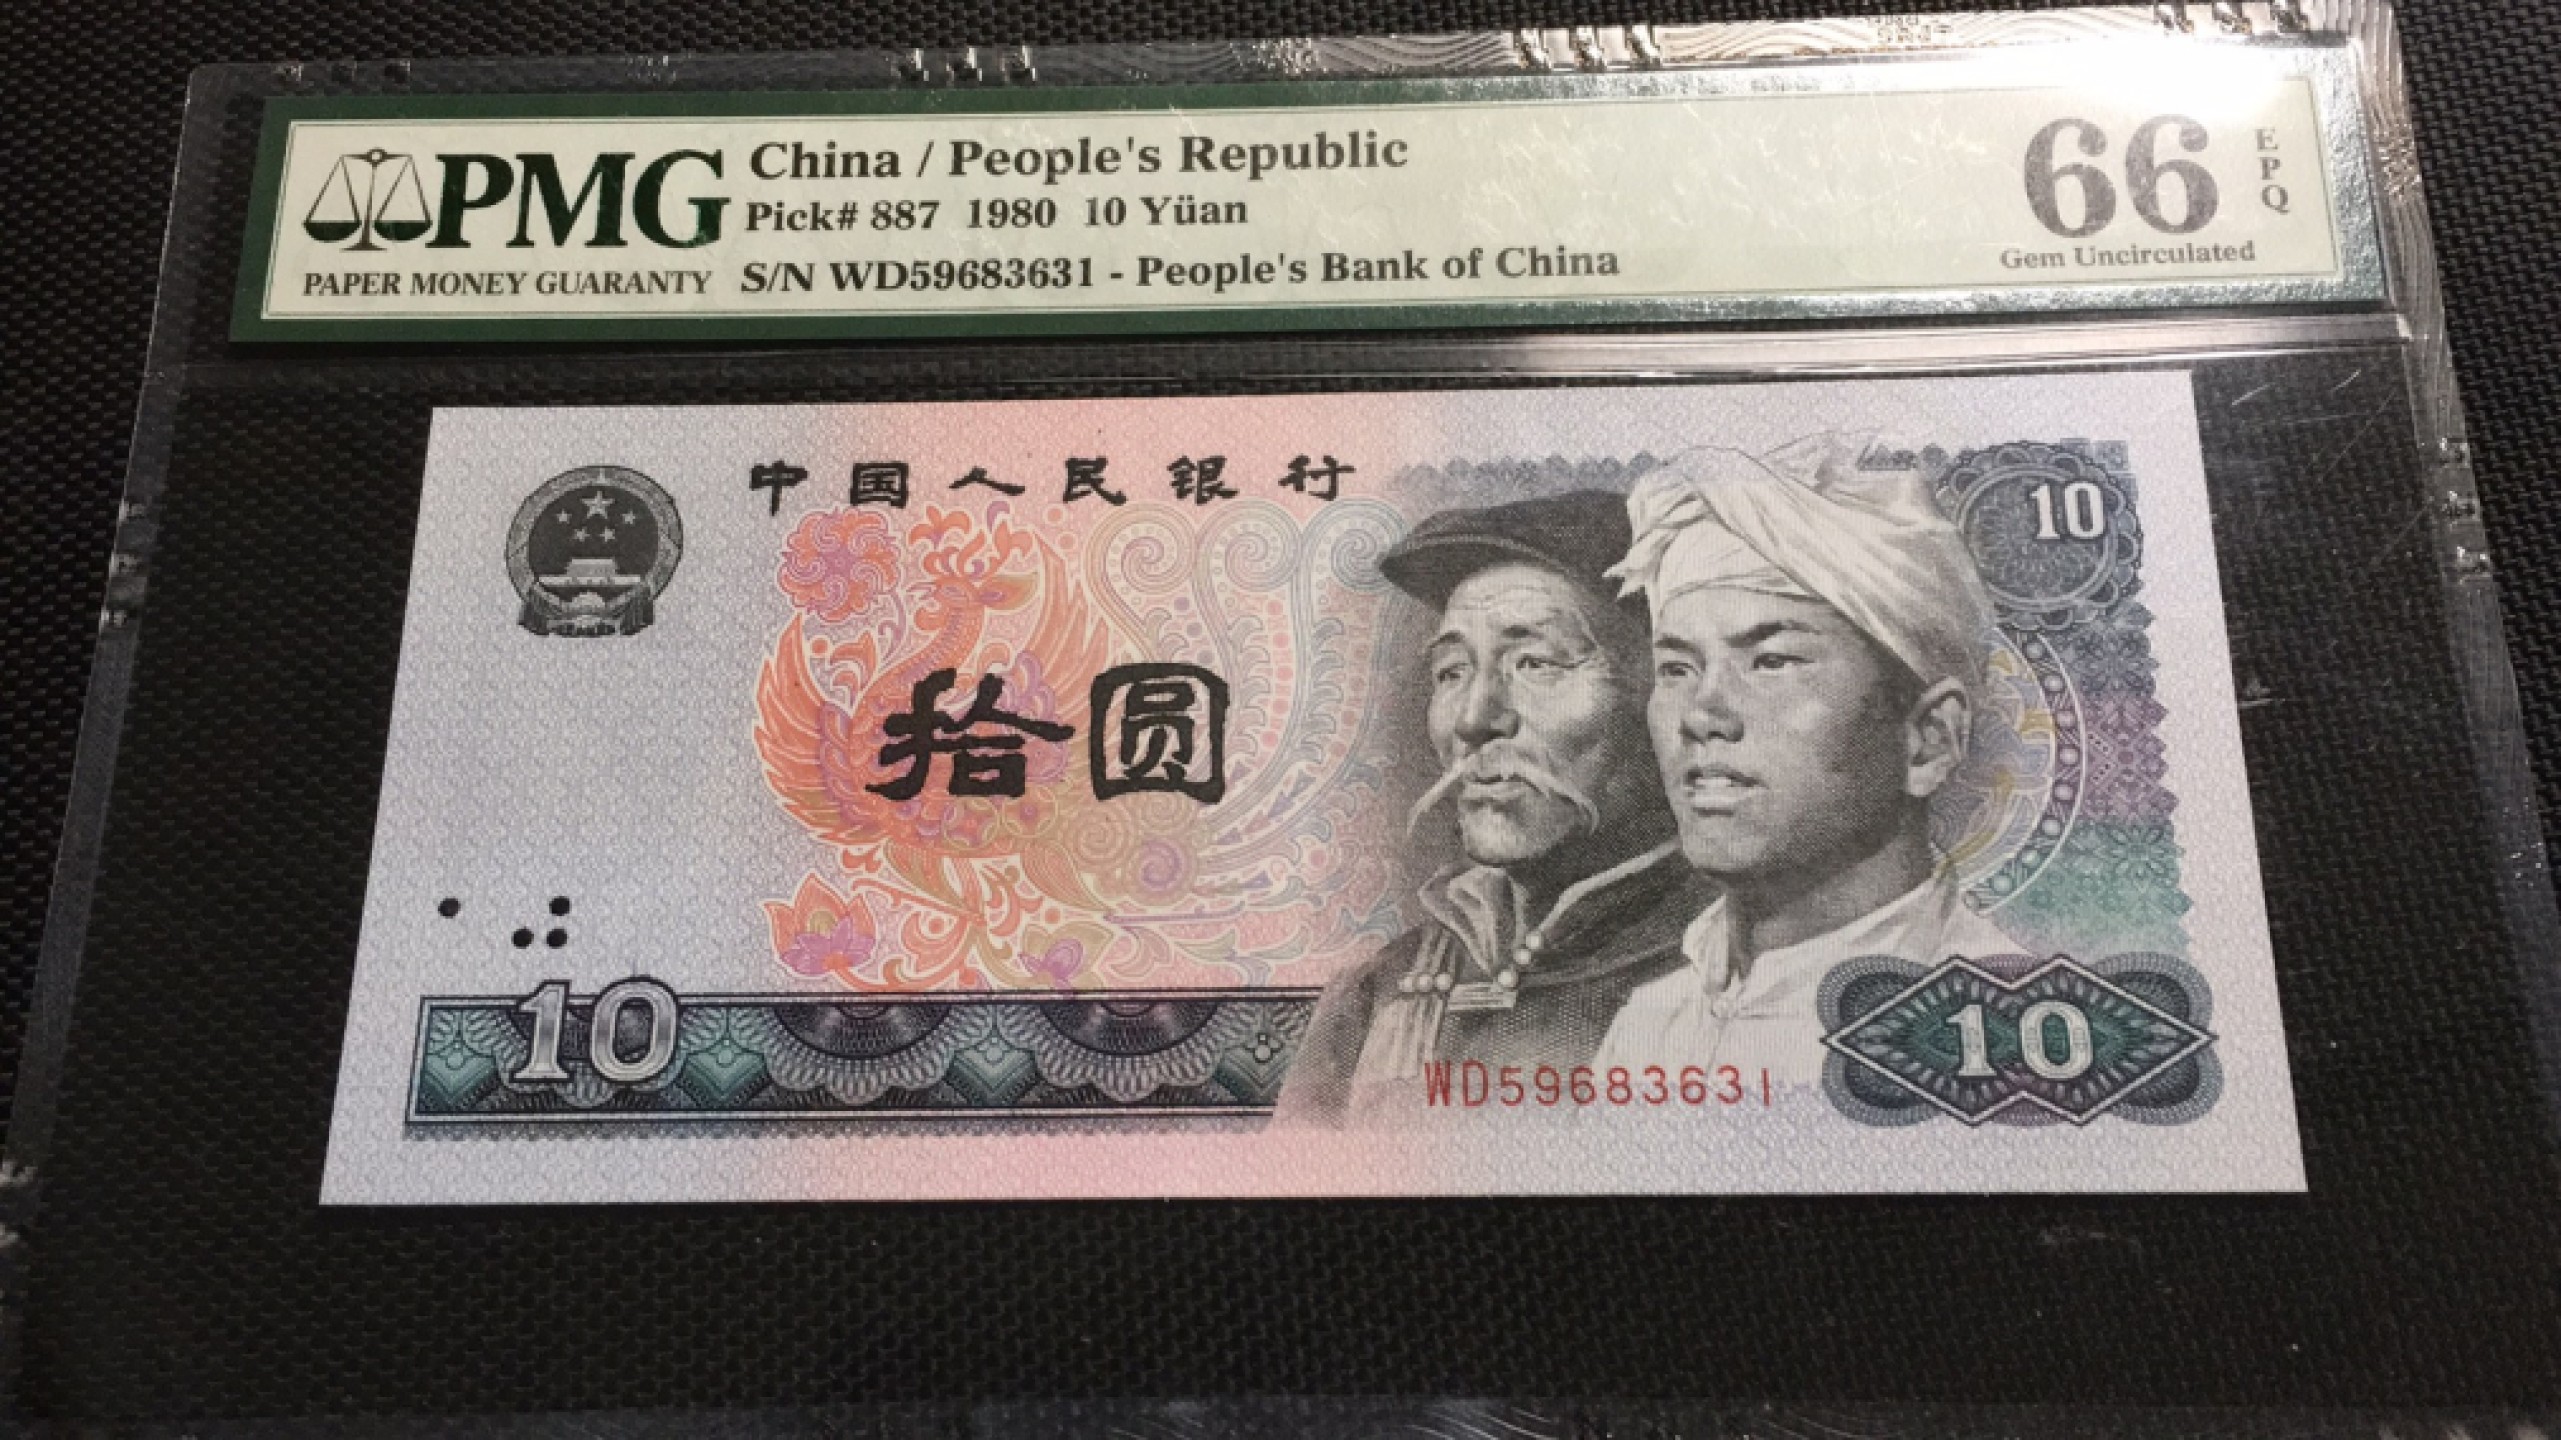 PMG
PAPER MONEY GUARANTY
China / People's Republic
Pick# 887 1980 10 Yüan
S/N WD59683631 - People's Bank of China
66
EPQ
Gem Uncirculated
中国人民银行
10
拾圆
10
WD59683631
10